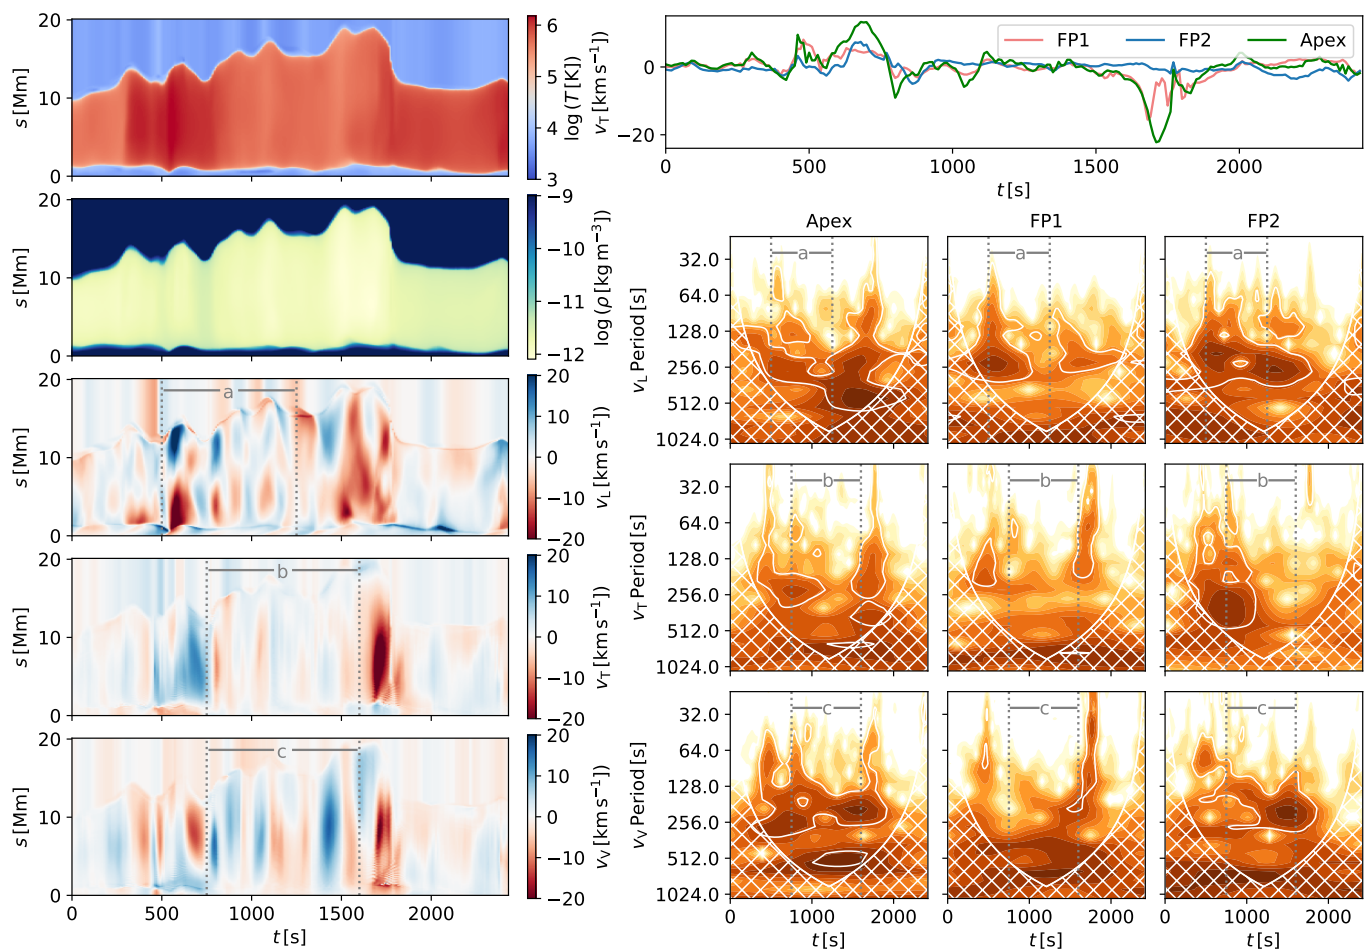 20
10
0
s [Mm]
6
5
4
3
log (T [K])
20
10
0
s [Mm]
−9
−10
−11
−12
log (ρ [kg m⁻³])
20
10
0
s [Mm]
a
20
10
0
−10
−20
v_L [km s⁻¹]
20
10
0
s [Mm]
b
20
10
0
−10
−20
v_T [km s⁻¹]
20
10
0
s [Mm]
c
20
10
0
−10
−20
v_V [km s⁻¹]
0 500 1000 1500 2000
t [s]
v_T [km s⁻¹]
0
−20
FP1 FP2 Apex
0 500 1000 1500 2000
t [s]
Apex FP1 FP2
v_L Period [s]
32.0
64.0
128.0
256.0
512.0
1024.0
a a a
v_T Period [s]
32.0
64.0
128.0
256.0
512.0
1024.0
b b b
v_V Period [s]
32.0
64.0
128.0
256.0
512.0
1024.0
c c c
0 1000 2000 0 1000 2000 0 1000 2000
t [s] t [s] t [s]